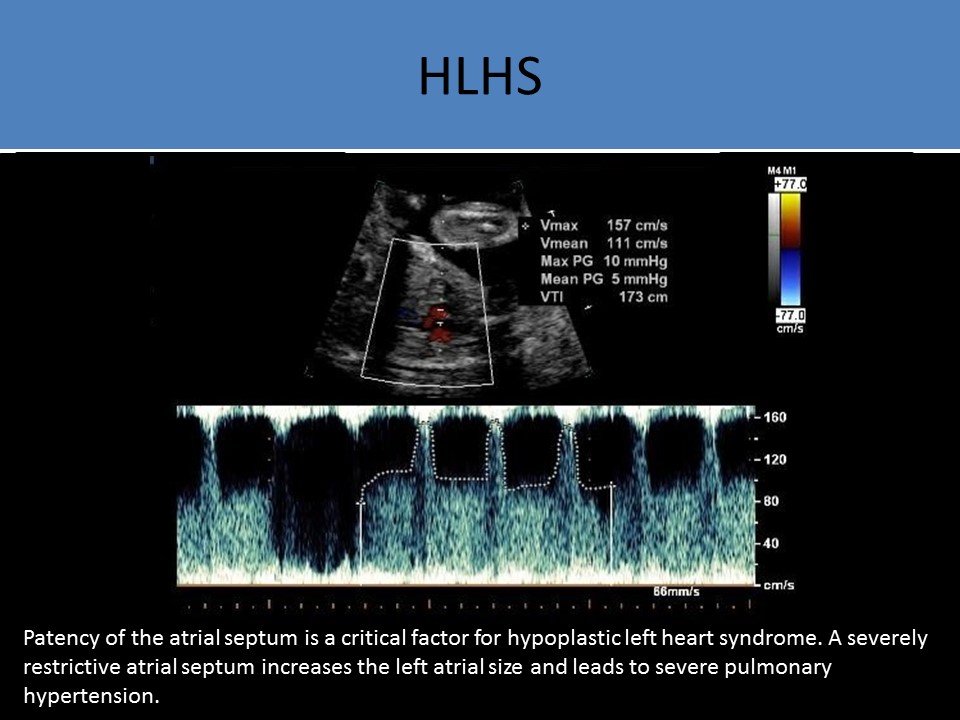 HLHS
M4 M1
+77.0
-77.0
cm/s
Vmax 157 cm/s
Vmean 111 cm/s
Max PG 10 mmHg
Mean PG 5 mmHg
VTI 173 cm
160
120
80
40
cm/s
66mm/s
Patency of the atrial septum is a critical factor for hypoplastic left heart syndrome. A severely
restrictive atrial septum increases the left atrial size and leads to severe pulmonary
hypertension.